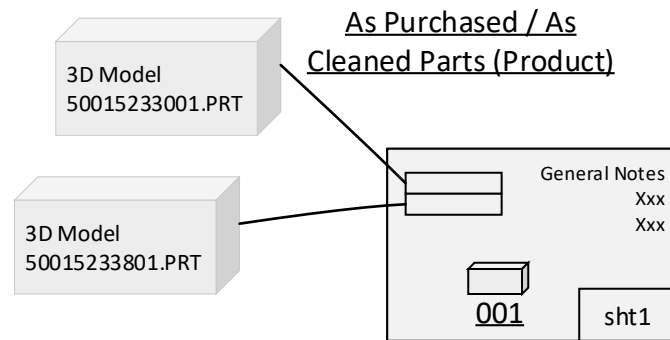 As Purchased / As
Cleaned Parts (Product)
3D Model
50015233001.PRT
3D Model
50015233801.PRT
General Notes
Xxx
Xxx
001
sht1